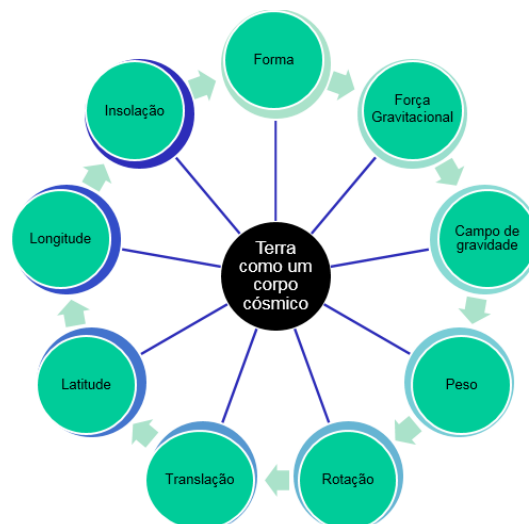 Forma
Força
Gravitacional
Campo de
gravidade
Peso
Rotação
Translação
Latitude
Longitude
Insolação
Terra
como um
corpo
cósmico